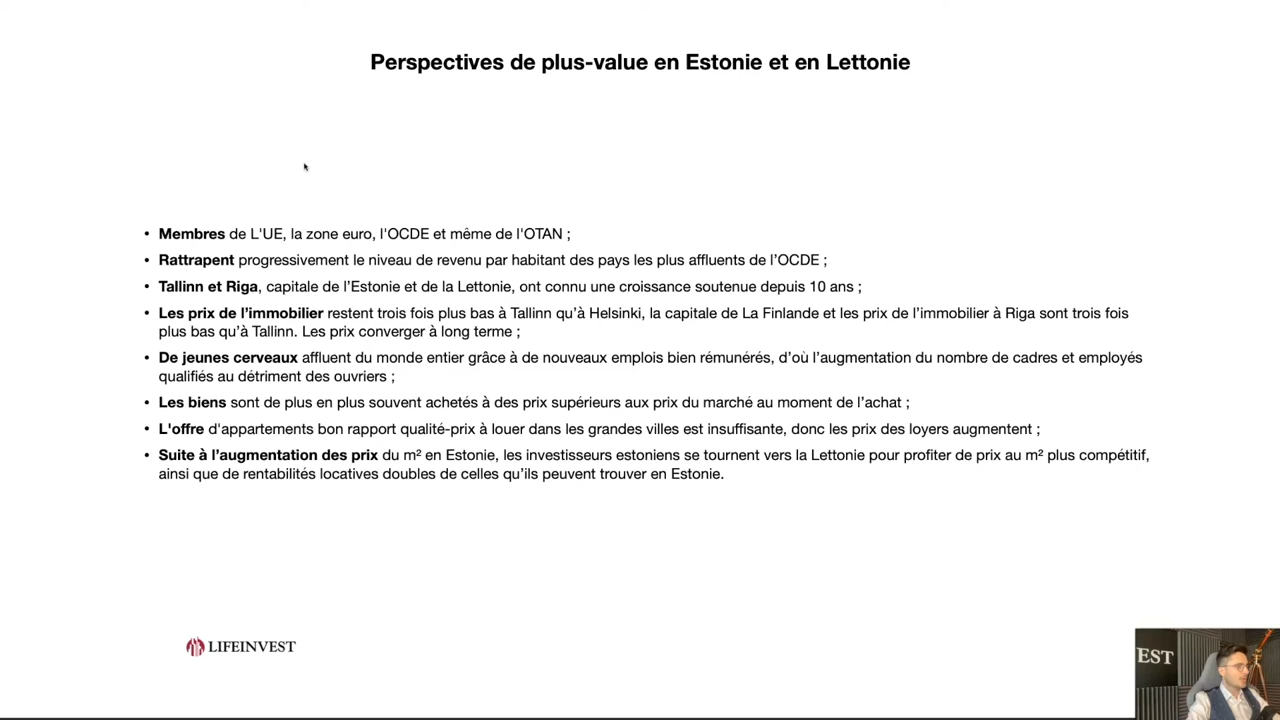 Perspectives de plus-value en Estonie et en Lettonie
• Membres de L'UE, la zone euro, l'OCDE et même de l'OTAN ;
• Rattrapent progressivement le niveau de revenu par habitant des pays les plus affluents de l’OCDE ;
• Tallinn et Riga, capitale de l’Estonie et de la Lettonie, ont connu une croissance soutenue depuis 10 ans ;
• Les prix de l’immobilier restent trois fois plus bas à Tallinn qu’à Helsinki, la capitale de La Finlande et les prix de l’immobilier à Riga sont trois fois
plus bas qu’à Tallinn. Les prix converger à long terme ;
• De jeunes cerveaux affluent du monde entier grâce à de nouveaux emplois bien rémunérés, d’où l’augmentation du nombre de cadres et employés
qualifiés au détriment des ouvriers ;
• Les biens sont de plus en plus souvent achetés à des prix supérieurs aux prix du marché au moment de l’achat ;
• L'offre d'appartements bon rapport qualité-prix à louer dans les grandes villes est insuffisante, donc les prix des loyers augmentent ;
• Suite à l’augmentation des prix du m² en Estonie, les investisseurs estoniens se tournent vers la Lettonie pour profiter de prix au m² plus compétitif,
ainsi que de rentabilités locatives doubles de celles qu’ils peuvent trouver en Estonie.
LIFEINVEST
EST